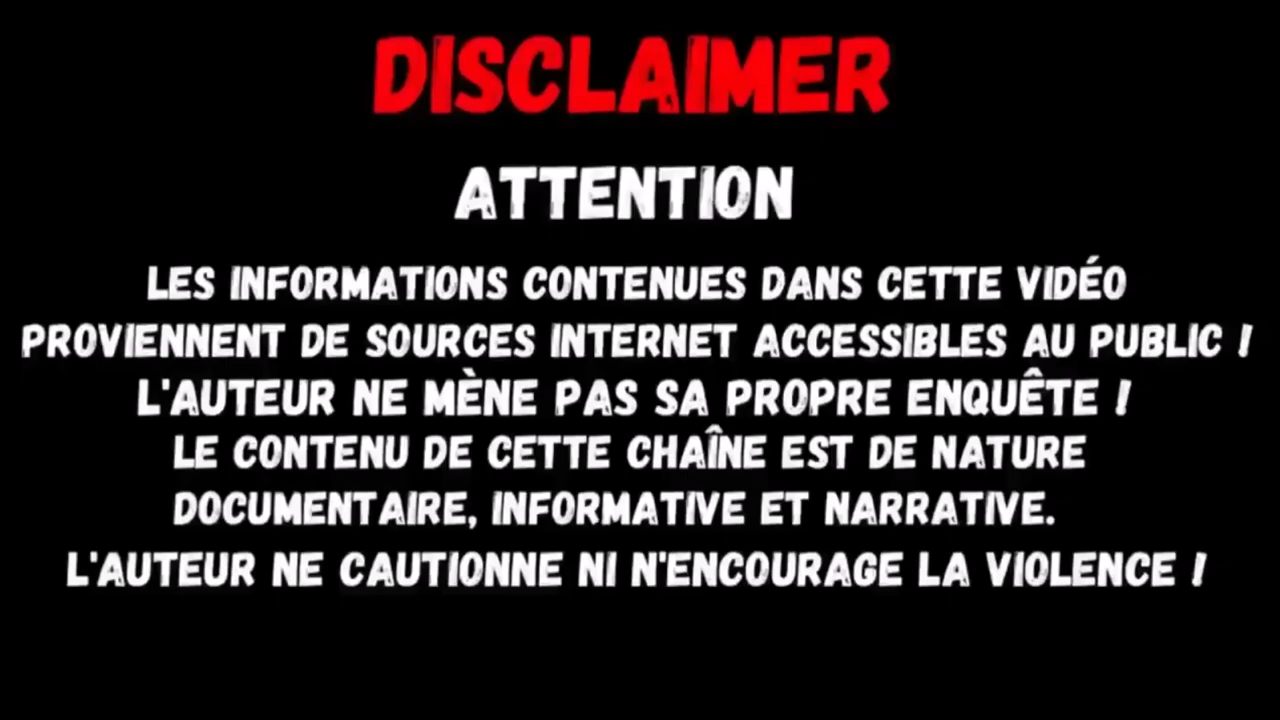 DISCLAIMER
ATTENTION
LES INFORMATIONS CONTENUES DANS CETTE VIDÉO
PROVIENNENT DE SOURCES INTERNET ACCESSIBLES AU PUBLIC !
L'AUTEUR NE MÈNE PAS SA PROPRE ENQUÊTE !
LE CONTENU DE CETTE CHAÎNE EST DE NATURE
DOCUMENTAIRE, INFORMATIVE ET NARRATIVE.
L'AUTEUR NE CAUTIONNE NI N'ENCOURAGE LA VIOLENCE !